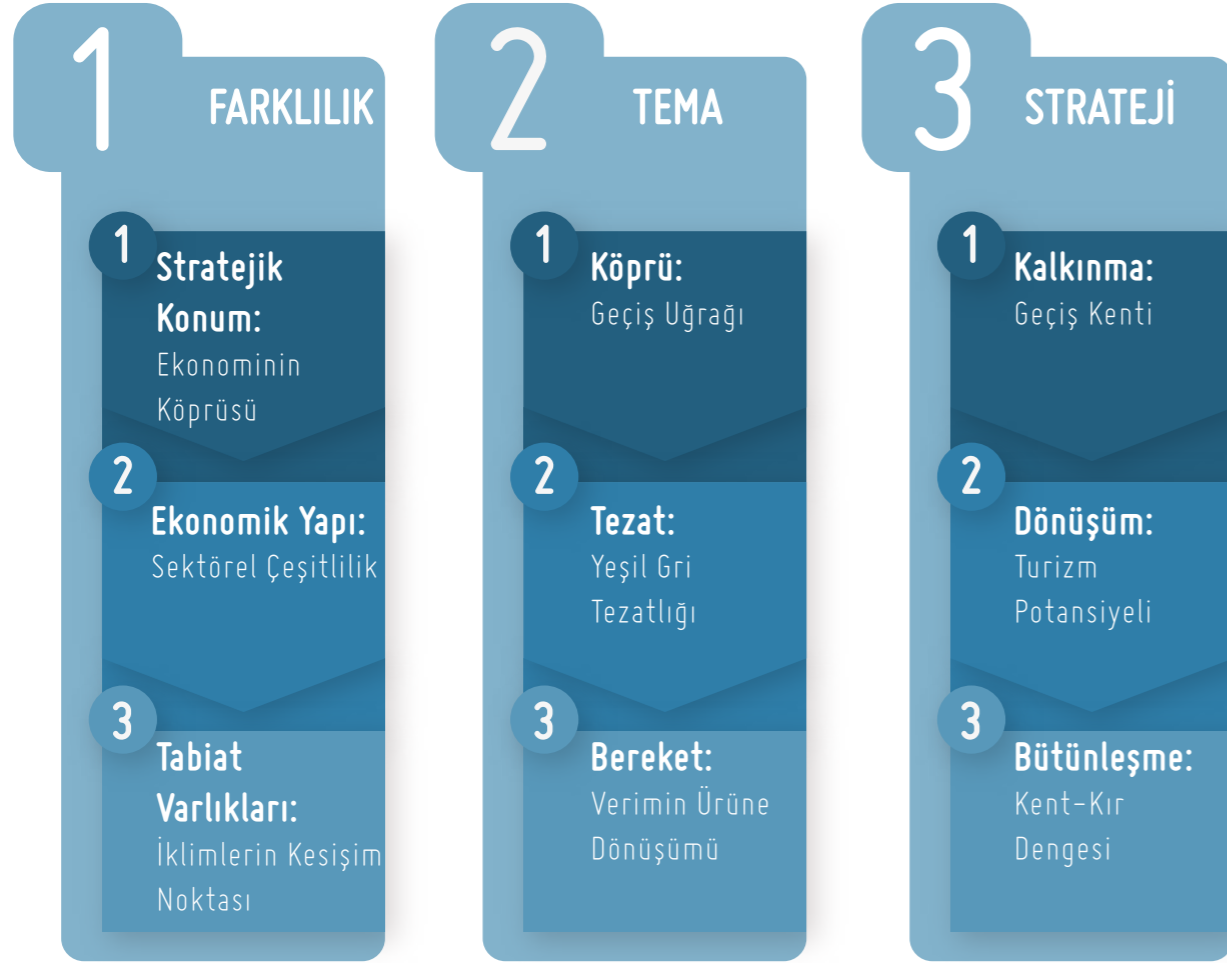 1
FARKLILIK
1
Stratejik
Konum:
Ekonominin
Köprüsü
2
Ekonomik Yapı:
Sektörel Çeşitlilik
3
Tabiat
Varlıkları:
İklimlerin Kesişim
Noktası
2
TEMA
1
Köprü:
Geçiş Uğrağı
2
Tezat:
Yeşil Gri
Tezatlığı
3
Bereket:
Verimin Ürüne
Dönüşümü
3
STRATEJİ
1
Kalkınma:
Geçiş Kenti
2
Dönüşüm:
Turizm
Potansiyeli
3
Bütünleşme:
Kent-Kır
Dengesi